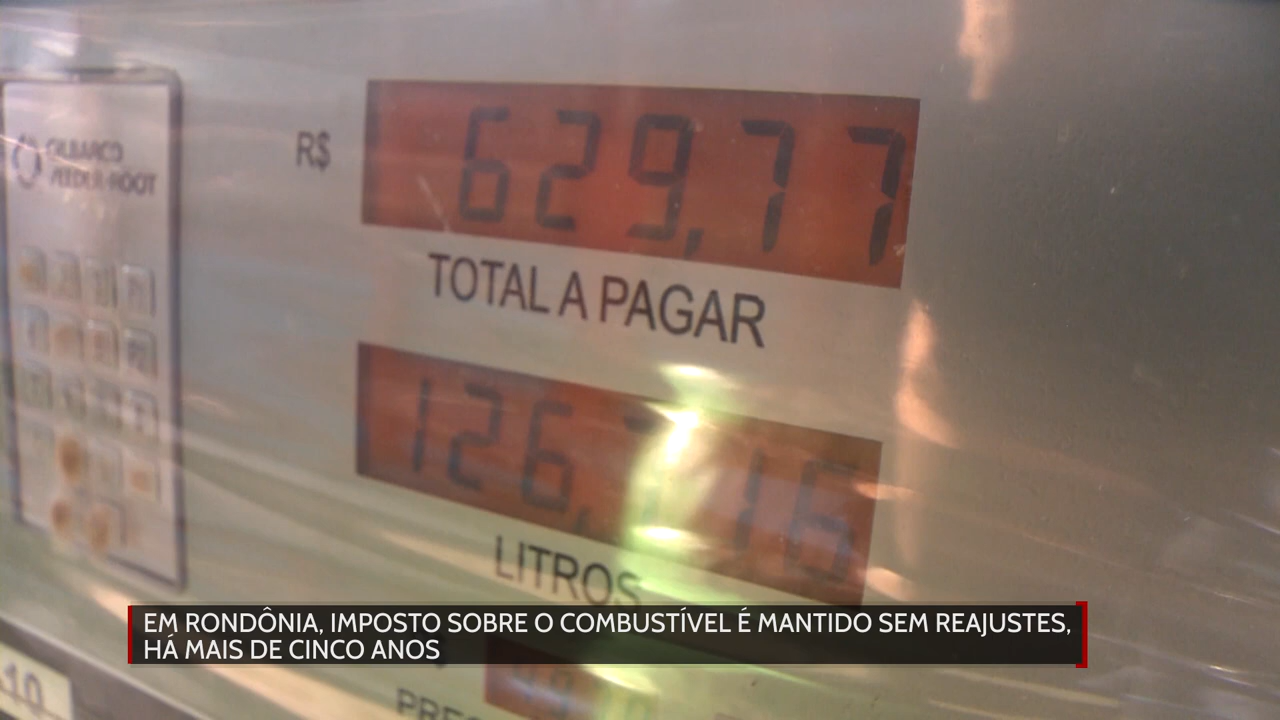 GILBARCO
VEEDER-ROOT
R$
629,77
TOTAL A PAGAR
LITROS
EM RONDÔNIA, IMPOSTO SOBRE O COMBUSTÍVEL É MANTIDO SEM REAJUSTES,
HÁ MAIS DE CINCO ANOS